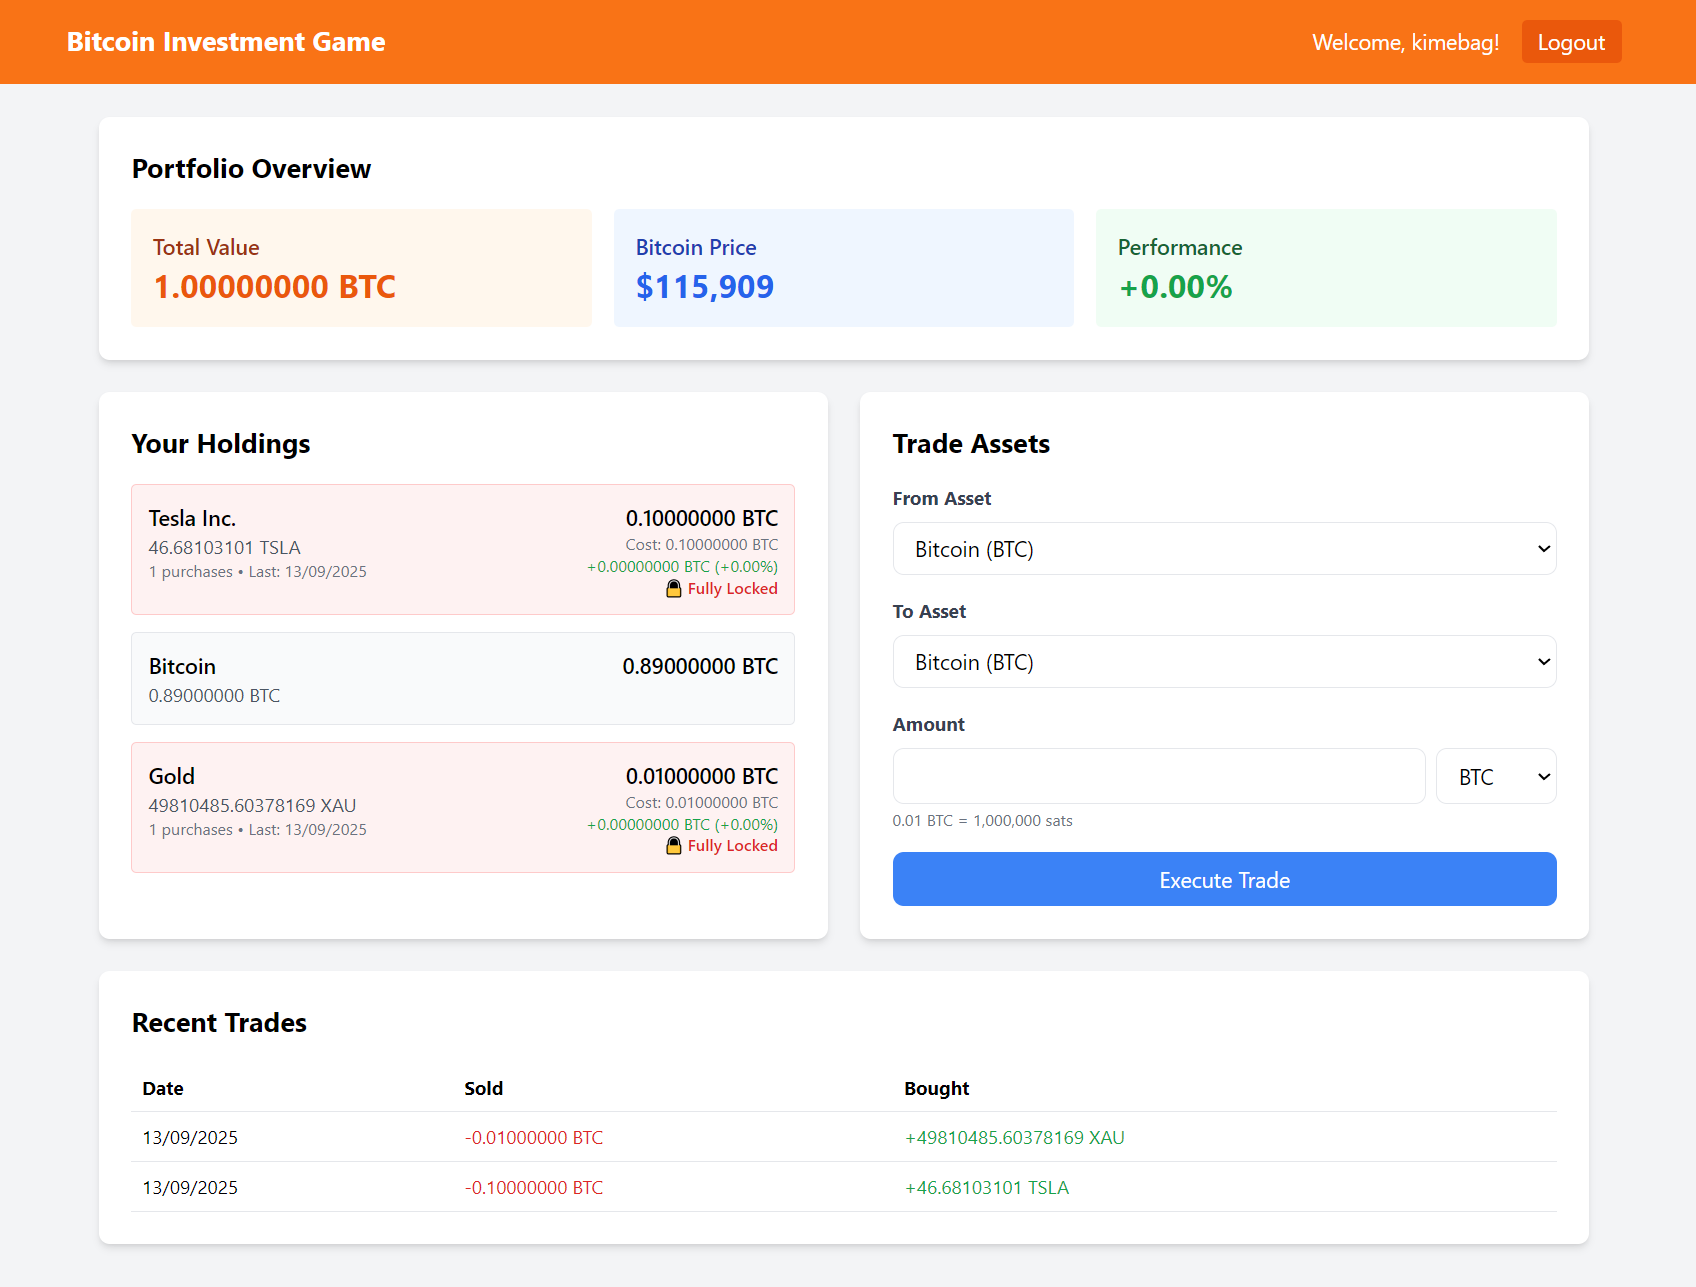 Bitcoin Investment Game
Welcome, kimebag!
Logout
Portfolio Overview
Total Value
1.00000000 BTC
Bitcoin Price
$115,909
Performance
+0.00%
Your Holdings
Tesla Inc.
0.10000000 BTC
46.68103101 TSLA
Cost: 0.10000000 BTC
1 purchases • Last: 13/09/2025
+0.00000000 BTC (+0.00%)
🔒 Fully Locked
Bitcoin
0.89000000 BTC
0.89000000 BTC
Gold
0.01000000 BTC
49810485.60378169 XAU
Cost: 0.01000000 BTC
1 purchases • Last: 13/09/2025
+0.00000000 BTC (+0.00%)
🔒 Fully Locked
Trade Assets
From Asset
Bitcoin (BTC)
To Asset
Bitcoin (BTC)
Amount
BTC
0.01 BTC = 1,000,000 sats
Execute Trade
Recent Trades
Date Sold Bought
13/09/2025 -0.01000000 BTC +49810485.60378169 XAU
13/09/2025 -0.10000000 BTC +46.68103101 TSLA